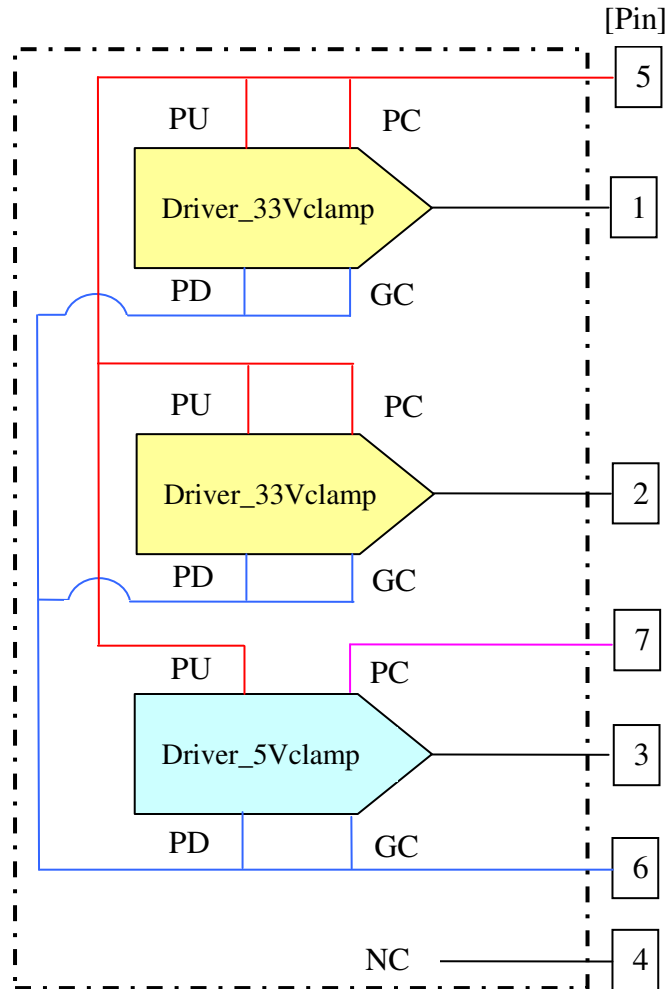 [Pin]
5
PU
PC
Driver_33Vclamp
1
PD
GC
PU
PC
Driver_33Vclamp
2
PD
GC
7
PU
PC
Driver_5Vclamp
3
PD
GC
6
NC
4